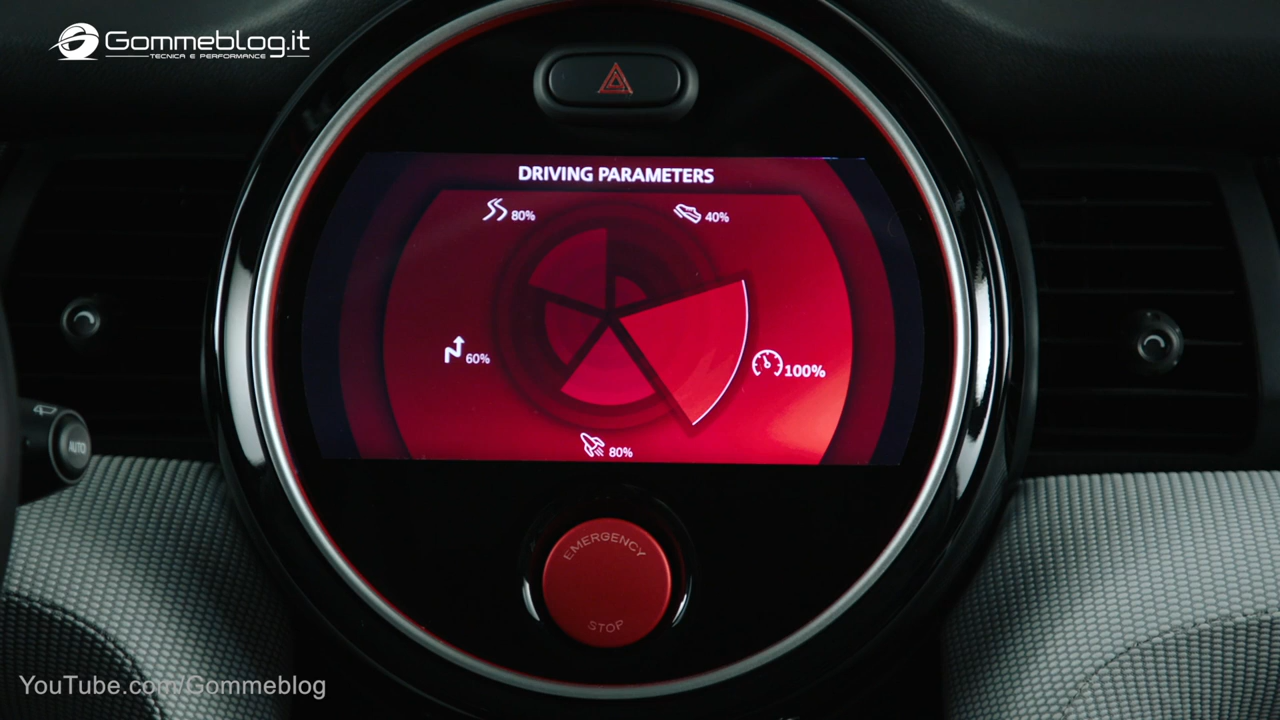 Gommeblog.it
TECNICA E PERFORMANCE
DRIVING PARAMETERS
80%
40%
60%
100%
80%
AUTO
EMERGENCY
STOP
YouTube.com/Gommeblog